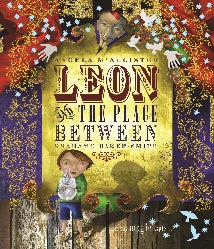 ANGELA McALLISTER
LEON
AND
THE PLACE
BETWEEN
GRAHAME BAKER-SMITH